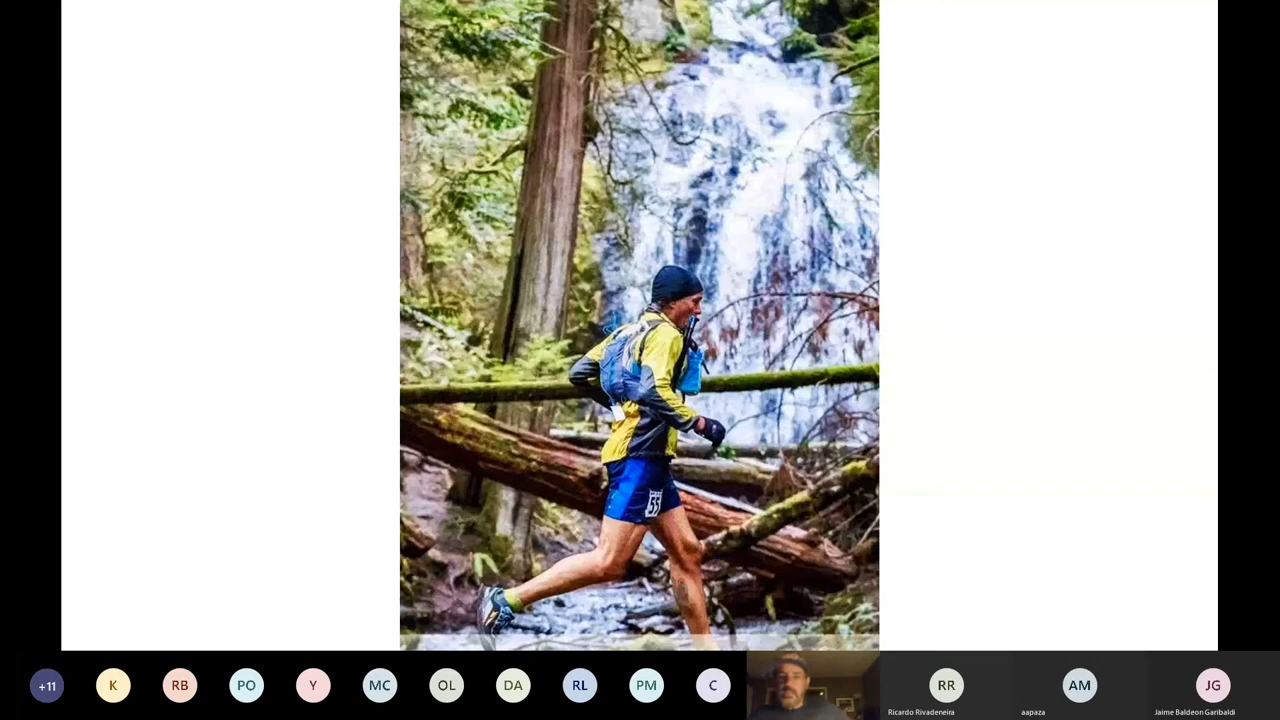 55
+11
K
RB
PO
Y
MC
OL
DA
RL
PM
C
RR
AM
JG
Ricardo Rivadeneira
aapaza
Jaime Baldeon Garibaldi